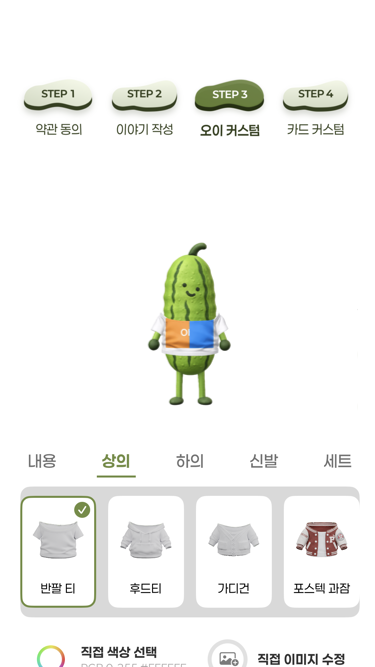 STEP 1 STEP 2 STEP 3 STEP 4
약관 동의 이야기 작성 오이 커스텀 카드 커스텀
내용 상의 하의 신발 세트
반팔 티 후드티 가디건 포스텍 과잠
직접 색상 선택 직접 이미지 수정